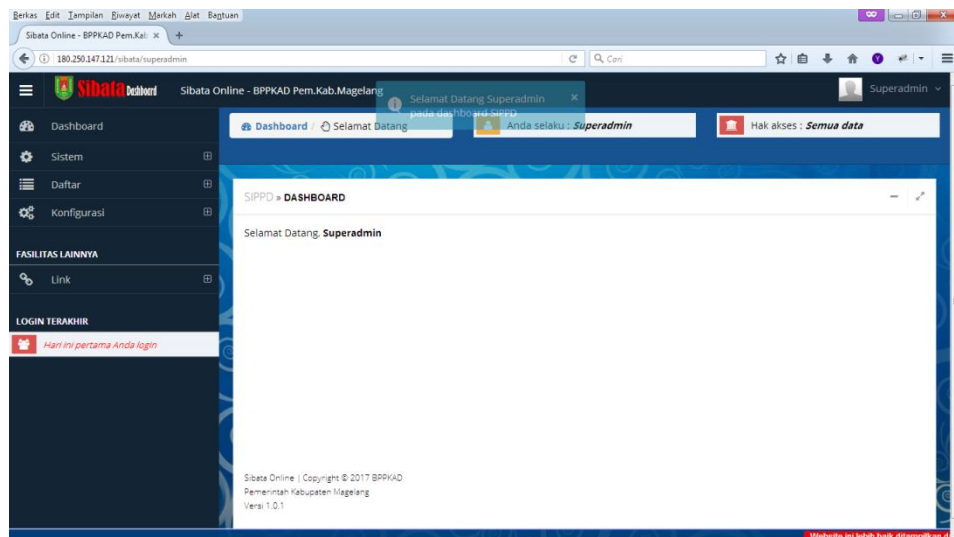 Berkas Edit Tampilan Riwayat Markah Alat Bantuan
Sibata Online - BPPKAD Pem.Kab × +
180.250.147.121/sibata/superadmin
Cari
Sibata Dashboard
Sibata Online - BPPKAD Pem.Kab.Magelang
Selamat Datang Superadmin ×
pada dashboard SIPPD
Superadmin
Dashboard / Selamat Datang
Anda selaku : Superadmin
Hak akses : Semua data
Dashboard
Sistem
Daftar
Konfigurasi
FASILITAS LAINNYA
Link
LOGIN TERAKHIR
Hari ini pertama Anda login
SIPPD » DASHBOARD
Selamat Datang, Superadmin
Sibata Online | Copyright © 2017 BPPKAD
Pemerintah Kabupaten Magelang
Versi 1.0.1
Website ini lebih baik ditampilkan d